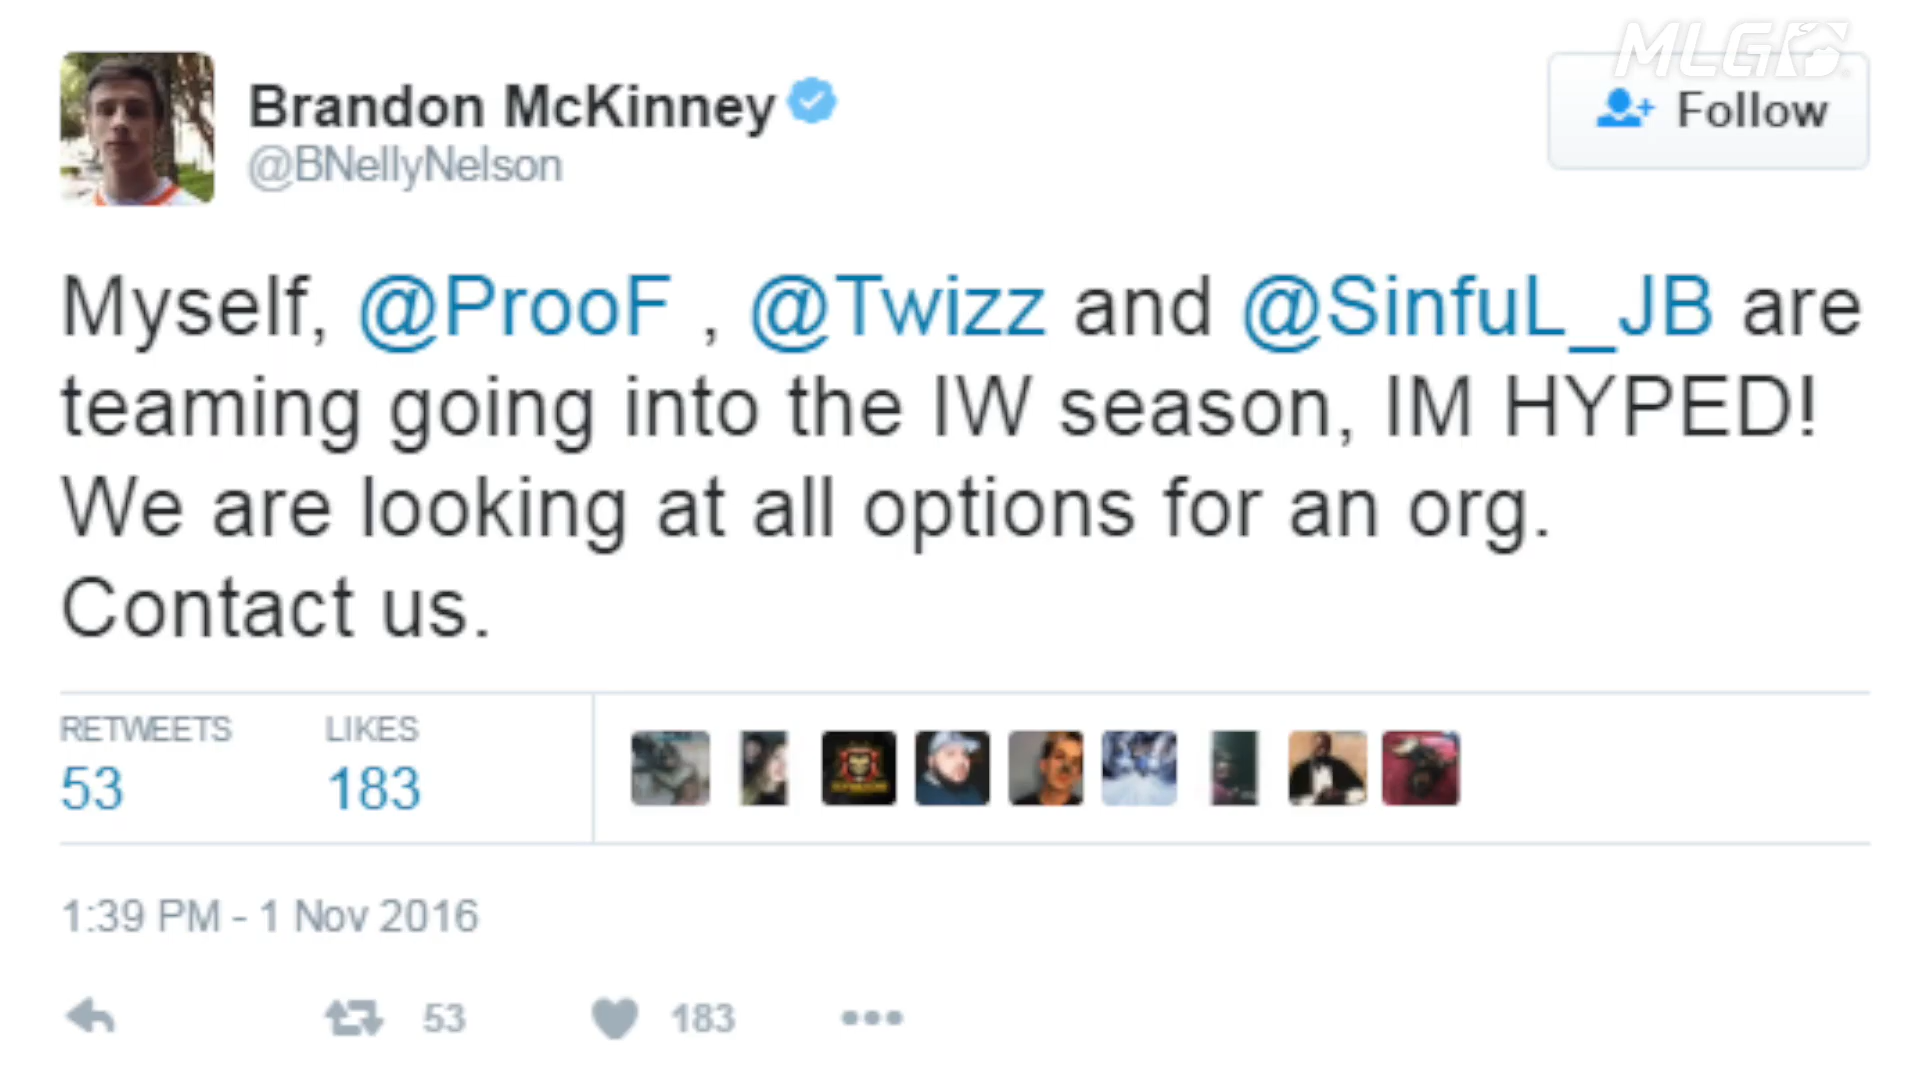 MLG
Brandon McKinney
Follow
@BNellyNelson
Myself, @ProoF , @Twizz and @SinfuL_JB are
teaming going into the IW season, IM HYPED!
We are looking at all options for an org.
Contact us.
RETWEETS LIKES
53 183
1:39 PM - 1 Nov 2016
53 183